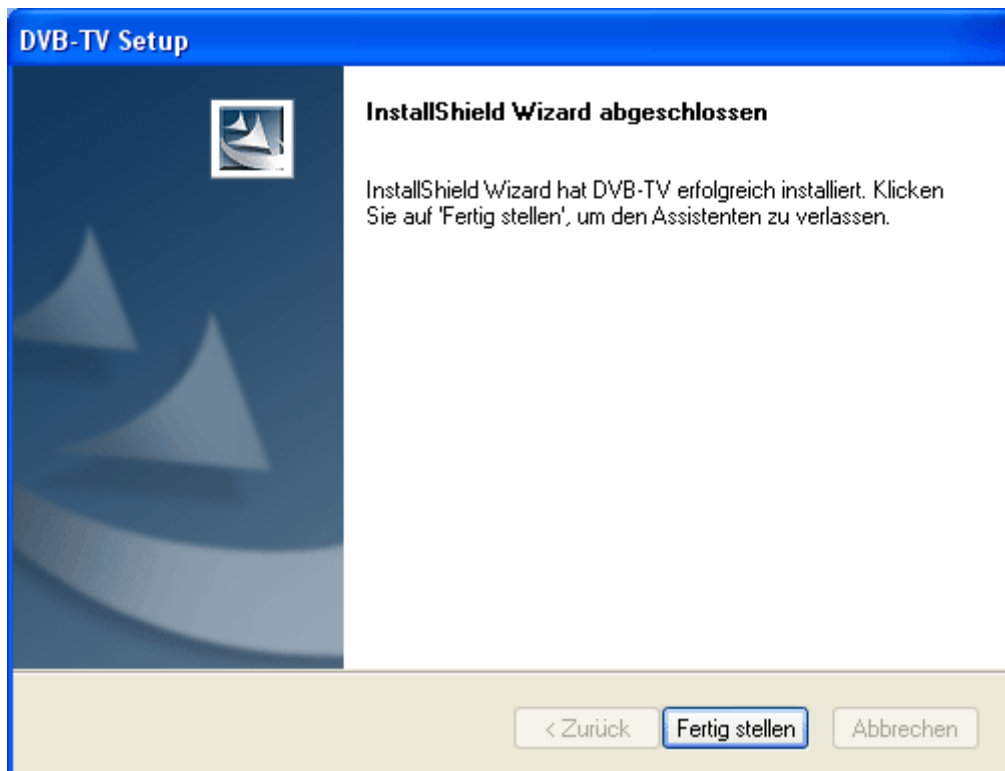 DVB-TV Setup
InstallShield Wizard abgeschlossen
InstallShield Wizard hat DVB-TV erfolgreich installiert. Klicken
Sie auf 'Fertig stellen', um den Assistenten zu verlassen.
< Zurück Fertig stellen Abbrechen